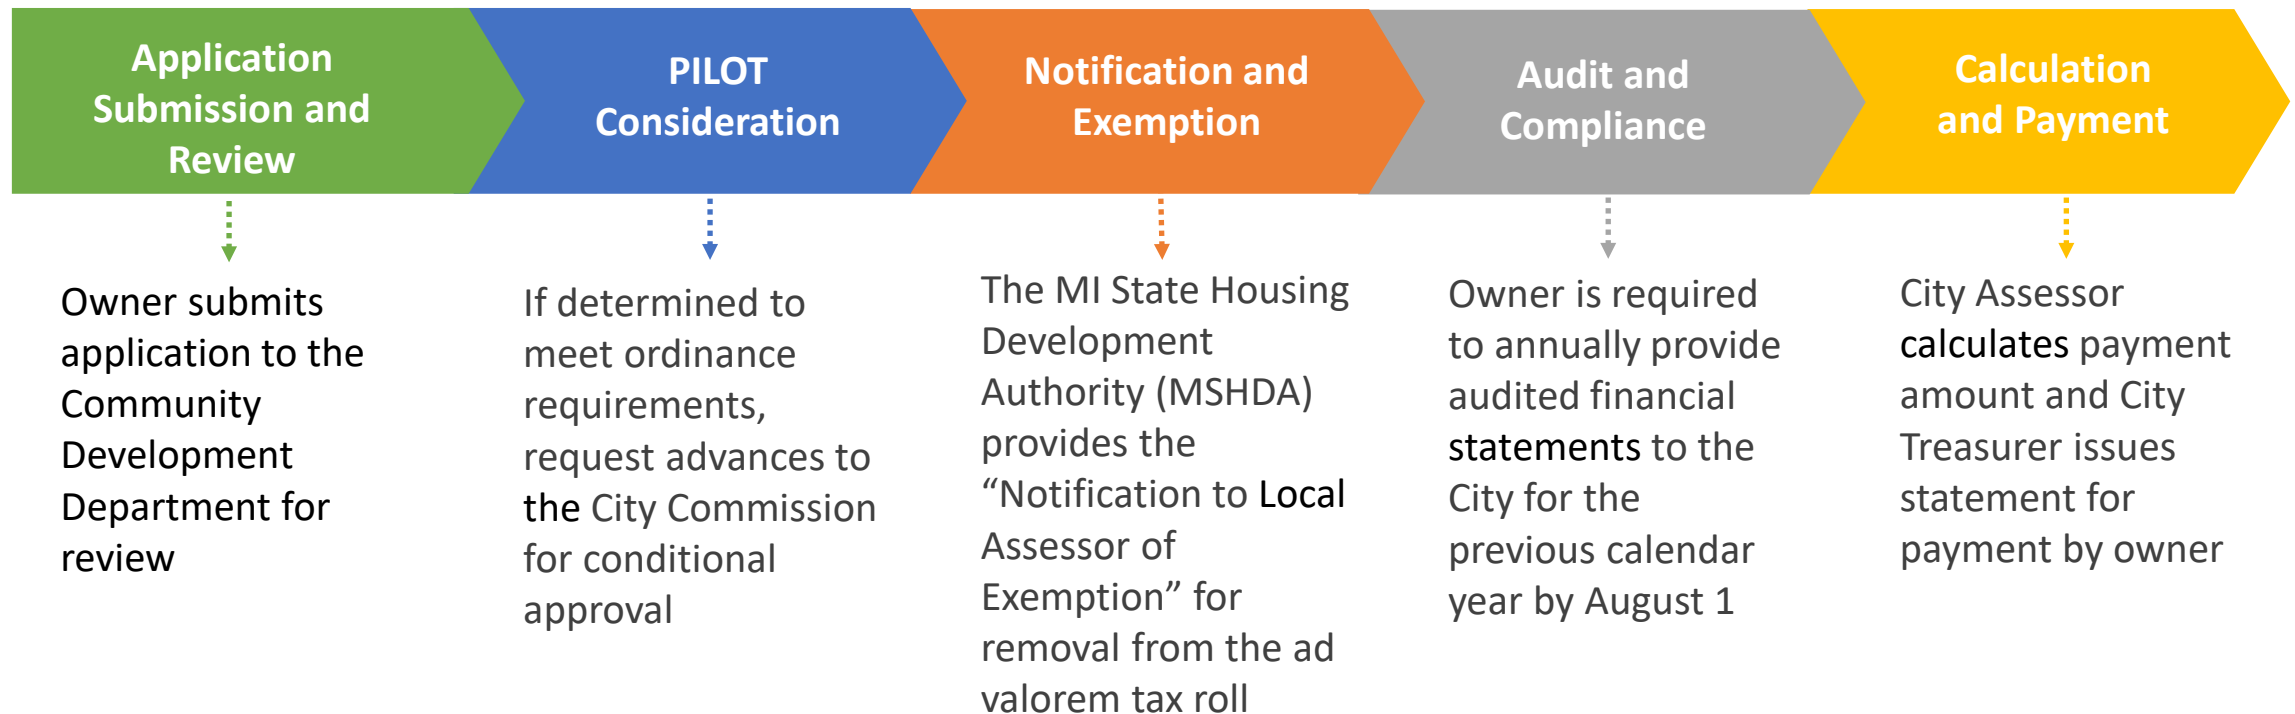 Application
Submission and
Review
PILOT
Consideration
Notification and
Exemption
Audit and
Compliance
Calculation
and Payment
Owner submits
application to the
Community
Development
Department for
review
If determined to
meet ordinance
requirements,
request advances to
the City Commission
for conditional
approval
The MI State Housing
Development
Authority (MSHDA)
provides the
“Notification to Local
Assessor of
Exemption” for
removal from the ad
valorem tax roll
Owner is required
to annually provide
audited financial
statements to the
City for the
previous calendar
year by August 1
City Assessor
calculates payment
amount and City
Treasurer issues
statement for
payment by owner